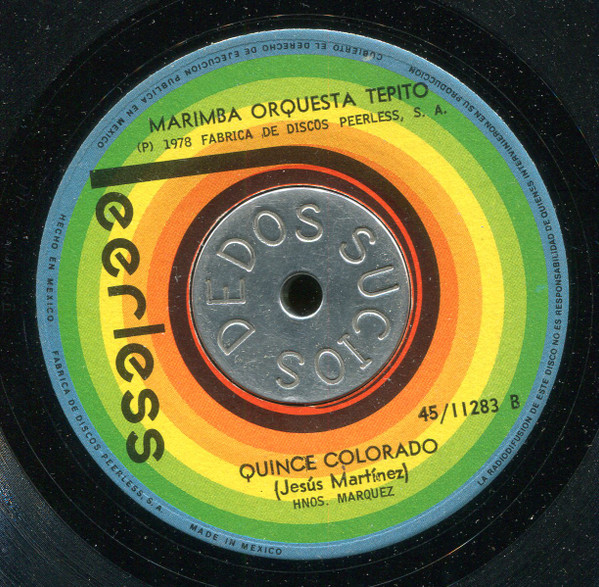 MARIMBA ORQUESTA TEPITO
(P) 1978 FABRICA DE DISCOS PEERLESS, S. A.
Peerless
DEDOS SUCIOS
45/11283 B
QUINCE COLORADO
(Jesús Martínez)
HNOS. MARQUEZ
HECHO EN MEXICO
FABRICA DE DISCOS PEERLESS, S.A.
MADE IN MEXICO
LA RADIODIFUSION DE ESTE DISCO NO ES RESPONSABILIDAD DE QUIENES INTERVINIERON EN SU PRODUCCION
CUBIERTO EL DERECHO DE EJECUCION PUBLICA EN MEXICO